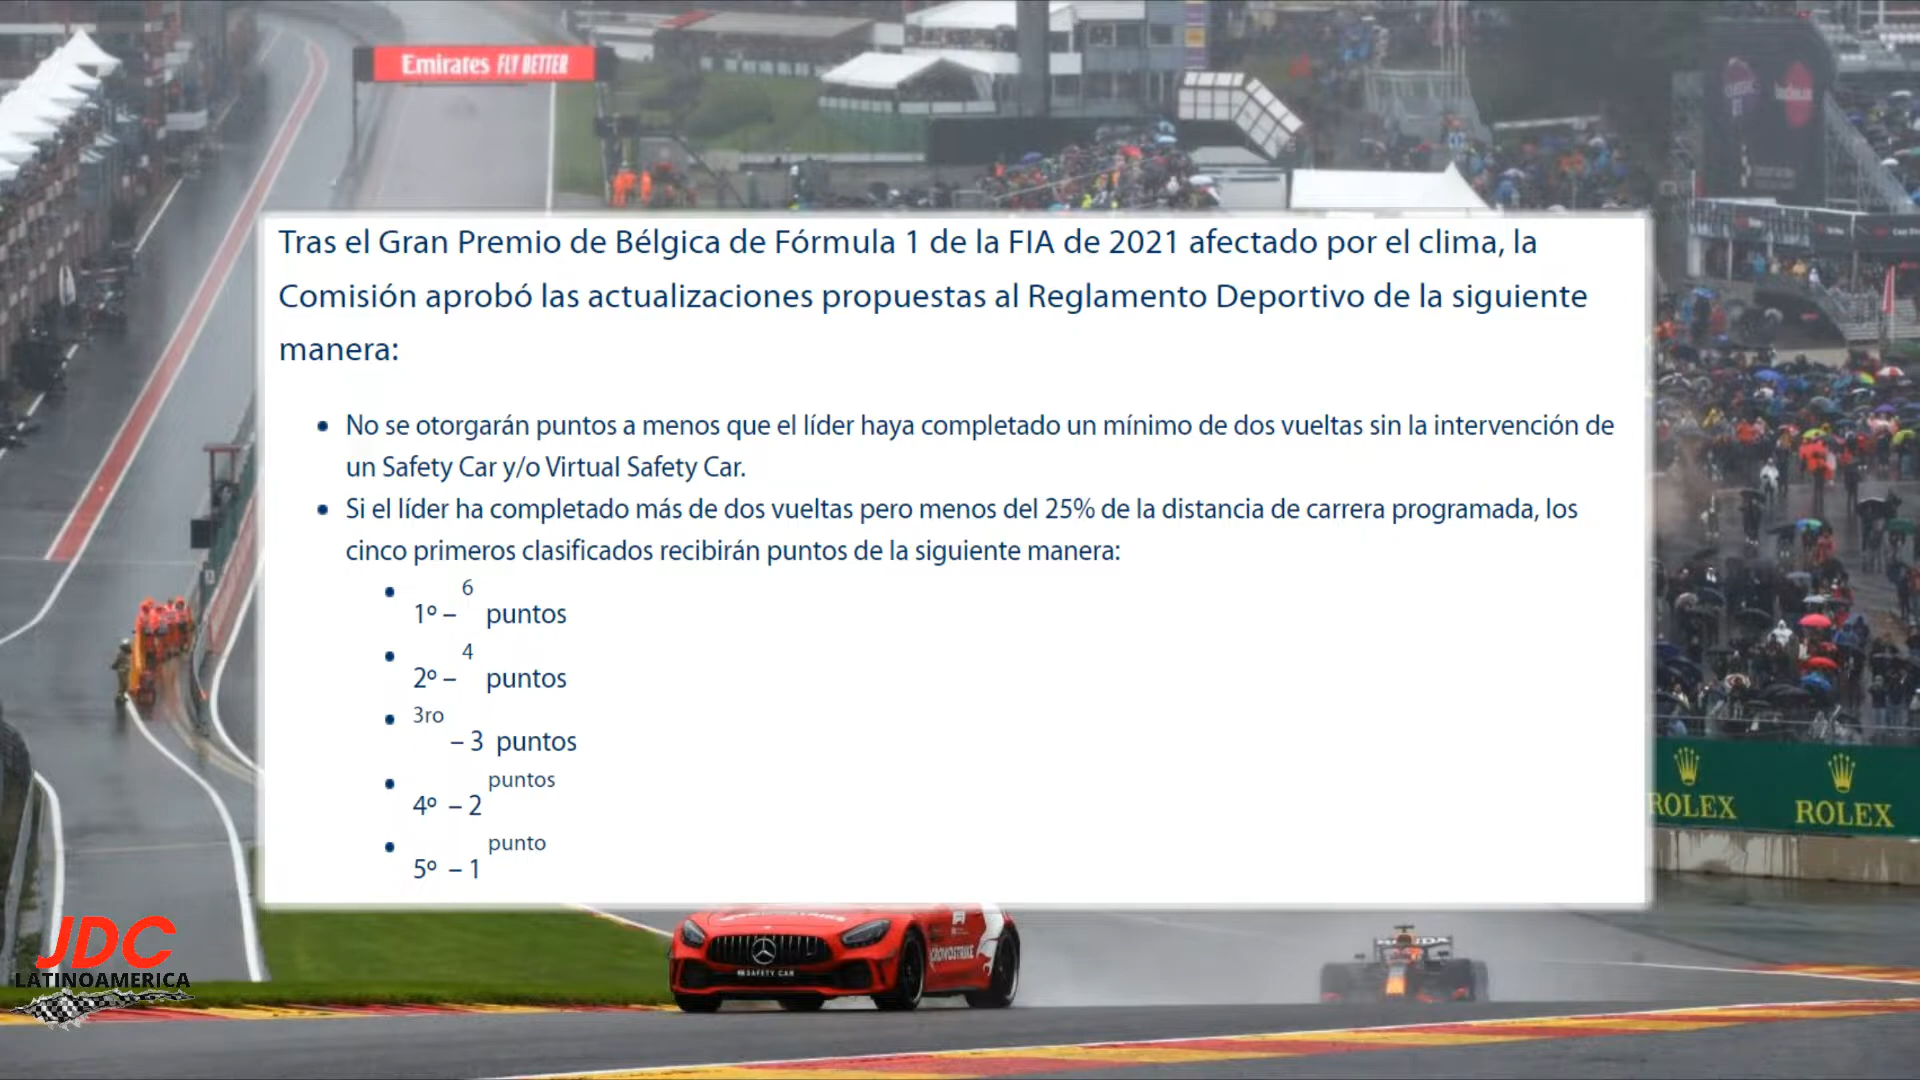 Emirates FLY BETTER
Tras el Gran Premio de Bélgica de Fórmula 1 de la FIA de 2021 afectado por el clima, la
Comisión aprobó las actualizaciones propuestas al Reglamento Deportivo de la siguiente
manera:
• No se otorgarán puntos a menos que el líder haya completado un mínimo de dos vueltas sin la intervención de
un Safety Car y/o Virtual Safety Car.
• Si el líder ha completado más de dos vueltas pero menos del 25% de la distancia de carrera programada, los
cinco primeros clasificados recibirán puntos de la siguiente manera:
• 1º – 6 puntos
• 2º – 4 puntos
• 3ro – 3 puntos
• 4º – 2 puntos
• 5º – 1 punto
ROLEX
ROLEX
CROWDSTRIKE
SAFETY CAR
JDC
LATINOAMERICA